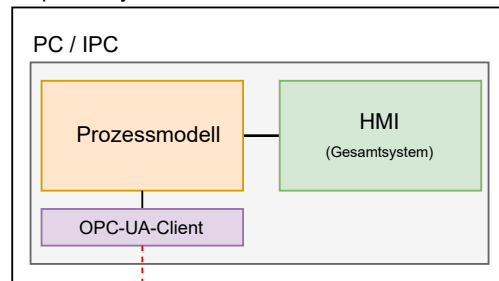 PC / IPC
Prozessmodell
HMI
(Gesamtsystem)
OPC-UA-Client